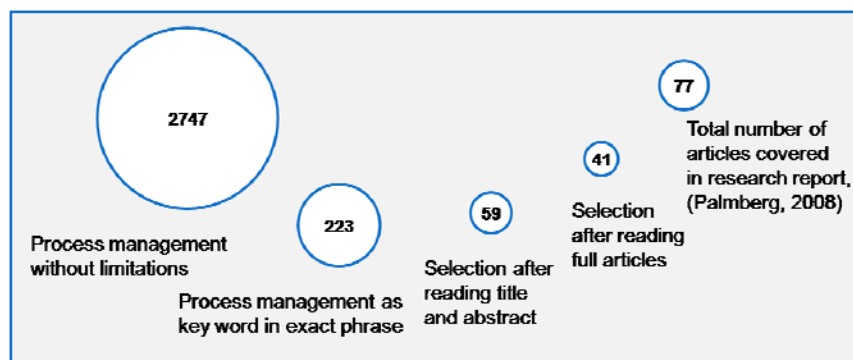 2747
Process management
without limitations
223
Process management as
key word in exact phrase
59
Selection after
reading title
and abstract
41
Selection
after reading
full articles
77
Total number of
articles covered
in research report,
(Palmberg, 2008)